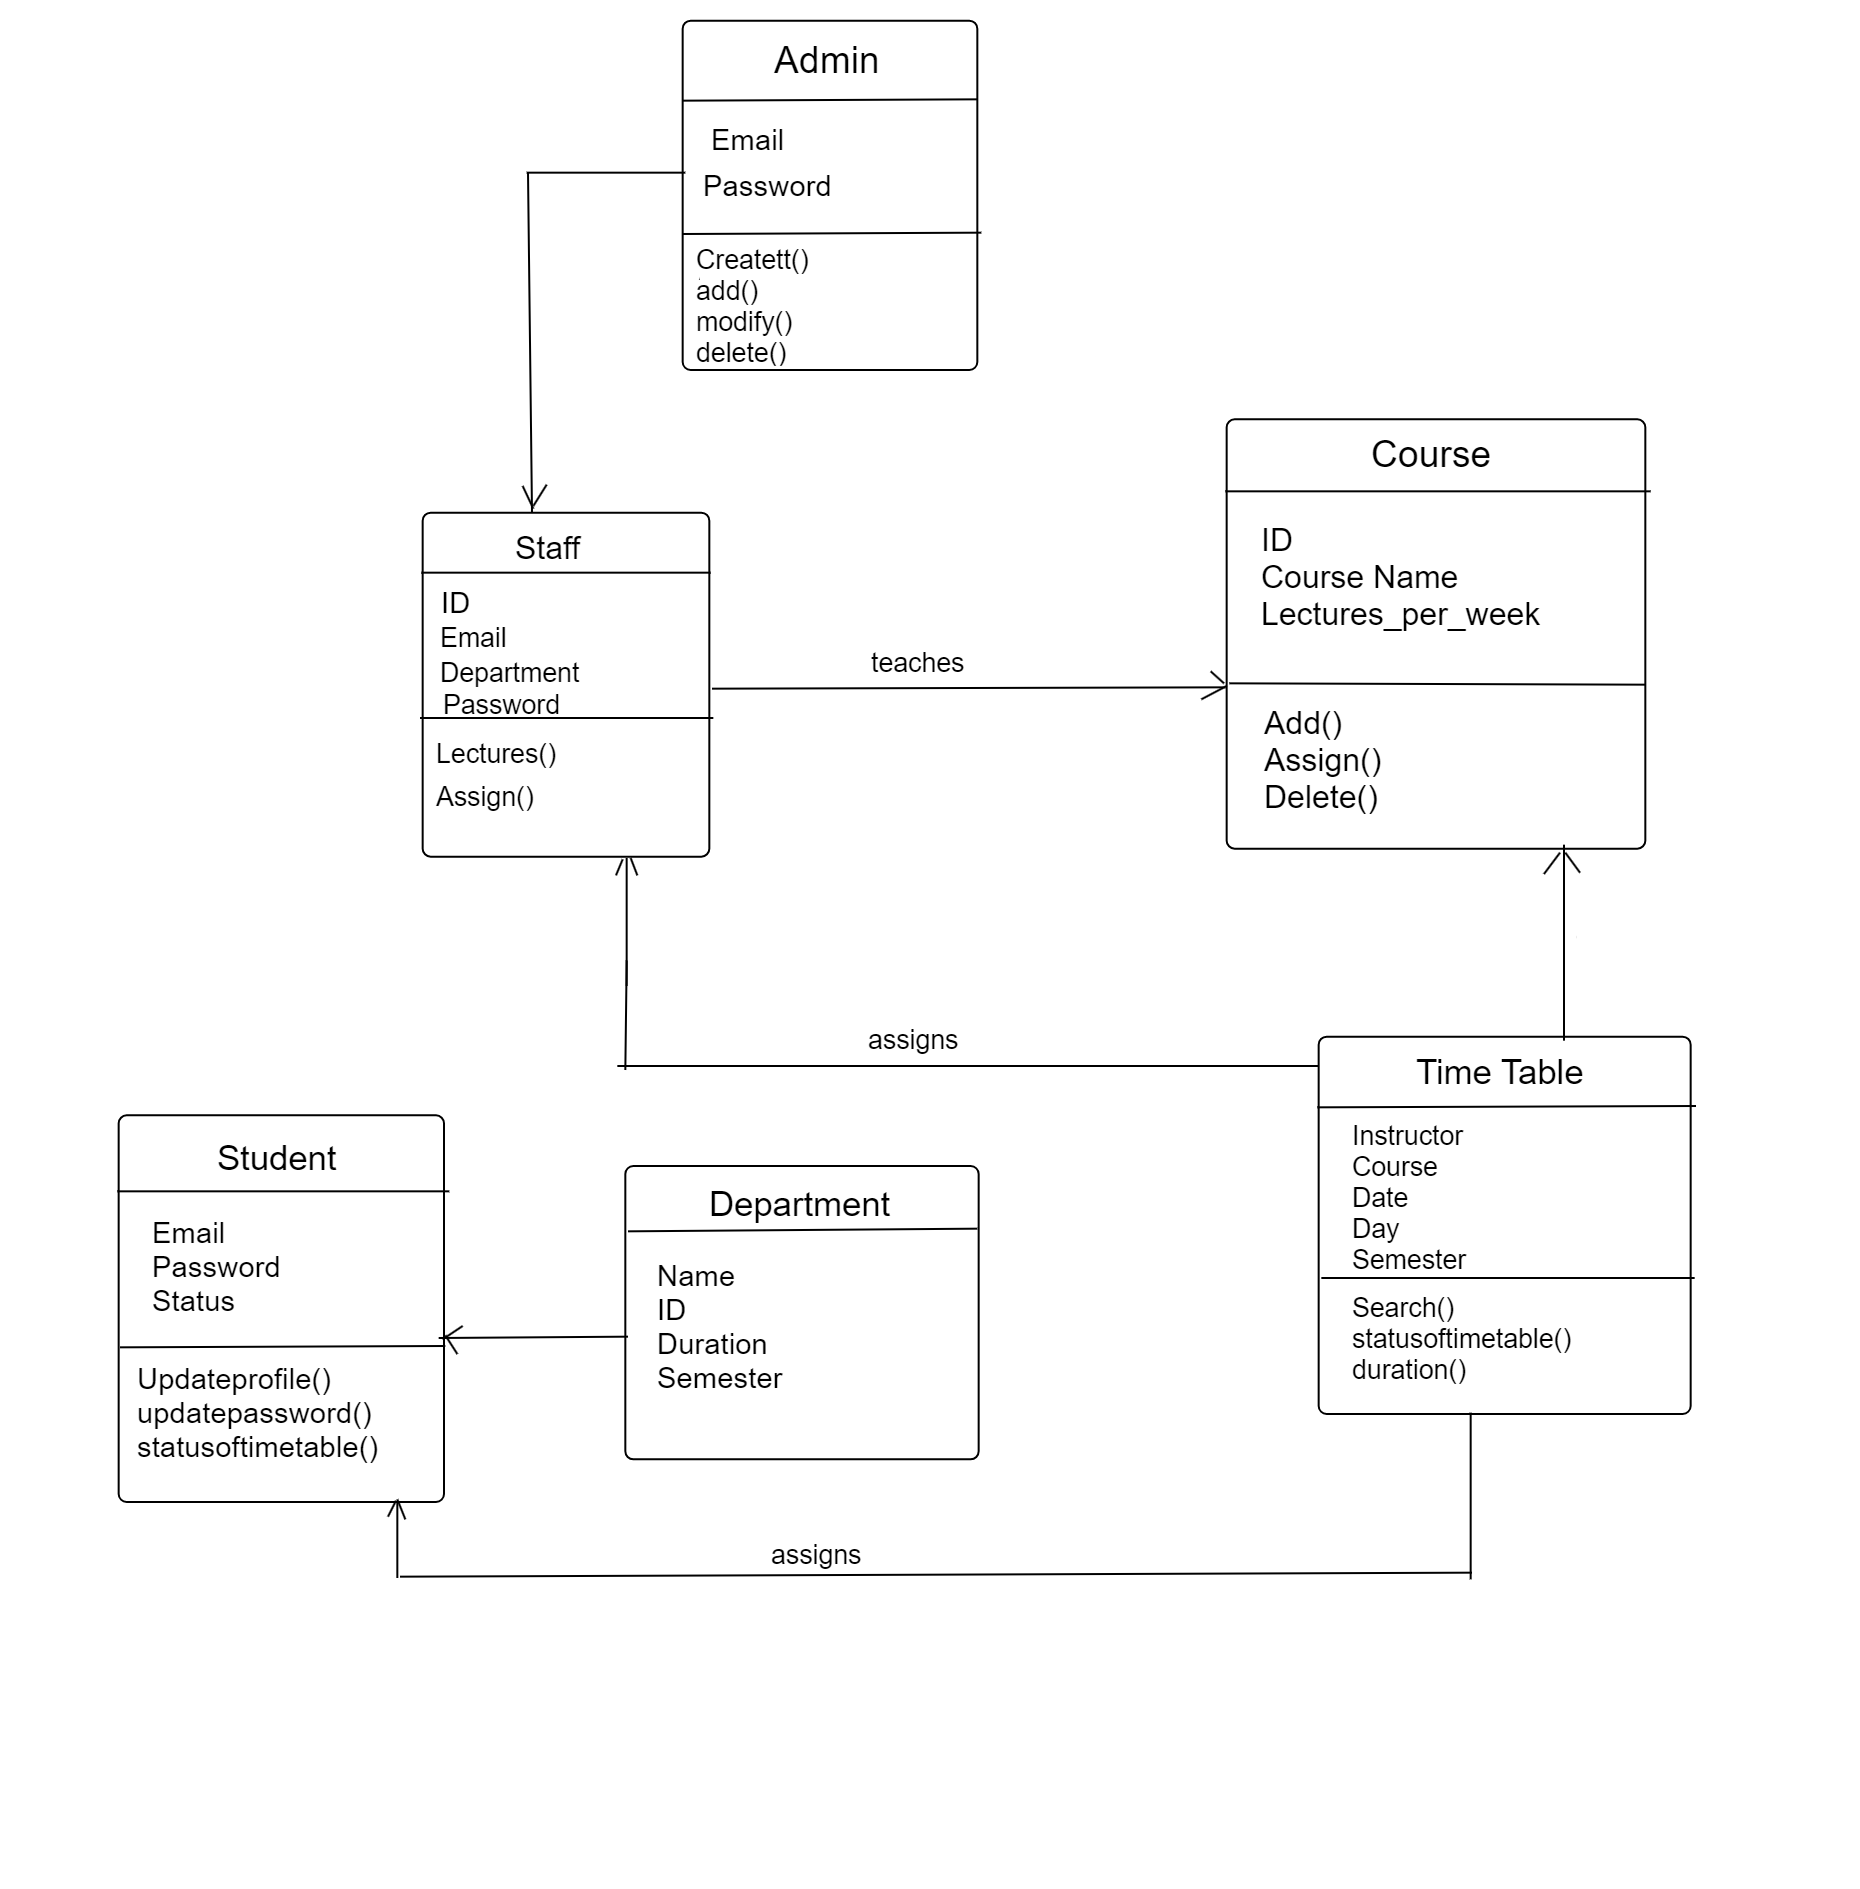 Admin
Email
Password
Creatett()
add()
modify()
delete()
Course
ID
Course Name
Lectures_per_week
Add()
Assign()
Delete()
Staff
ID
Email
Department
Password
Lectures()
Assign()
teaches
assigns
Time Table
Instructor
Course
Date
Day
Semester
Search()
statusoftimetable()
duration()
Student
Email
Password
Status
Updateprofile()
updatepassword()
statusoftimetable()
Department
Name
ID
Duration
Semester
assigns